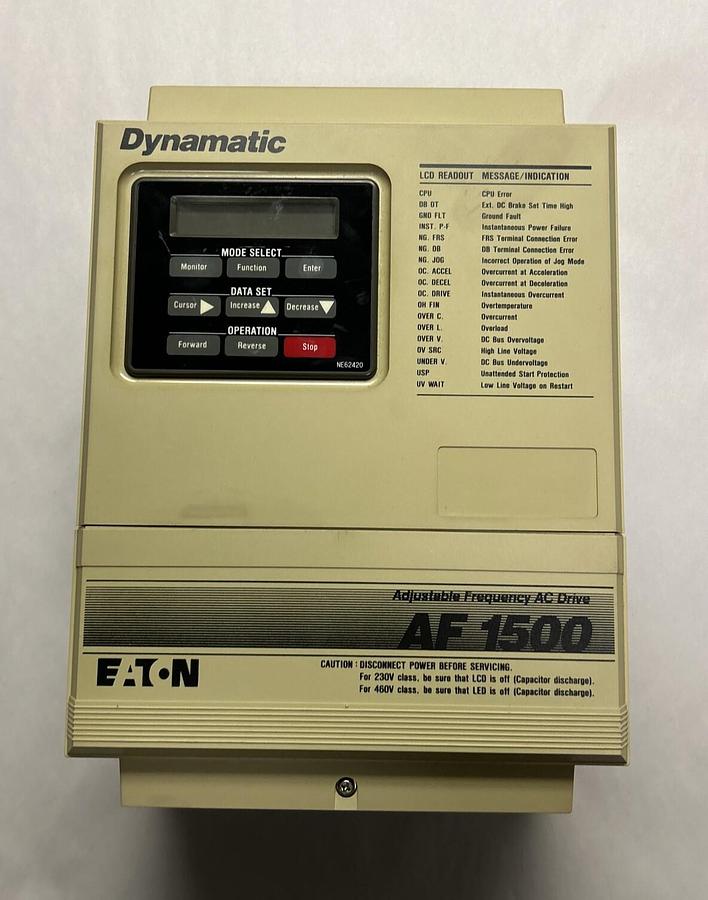 Dynamatic
LCD READOUT MESSAGE/INDICATION
CPU CPU Error
DB OT Ext. DC Brake Set Time High
GND FLT Ground Fault
INST. P-F Instantaneous Power Failure
NG. FRS FRS Terminal Connection Error
NG. DB DB Terminal Connection Error
NG. JOG Incorrect Operation of Jog Mode
OC. ACCEL Overcurrent at Acceleration
OC. DECEL Overcurrent at Deceleration
OC. DRIVE Instantaneous Overcurrent
OH FIN Overtemperature
OVER C. Overcurrent
OVER L. Overload
OVER V. DC Bus Overvoltage
OV SRC High Line Voltage
UNDER V. DC Bus Undervoltage
USP Unattended Start Protection
UV WAIT Low Line Voltage on Restart
MODE SELECT
Monitor Function Enter
DATA SET
Cursor Increase Decrease
OPERATION
Forward Reverse Stop
NE62420
Adjustable Frequency AC Drive
AF 1500
EATON
CAUTION : DISCONNECT POWER BEFORE SERVICING.
For 230V class, be sure that LCD is off (Capacitor discharge).
For 460V class, be sure that LED is off (Capacitor discharge).